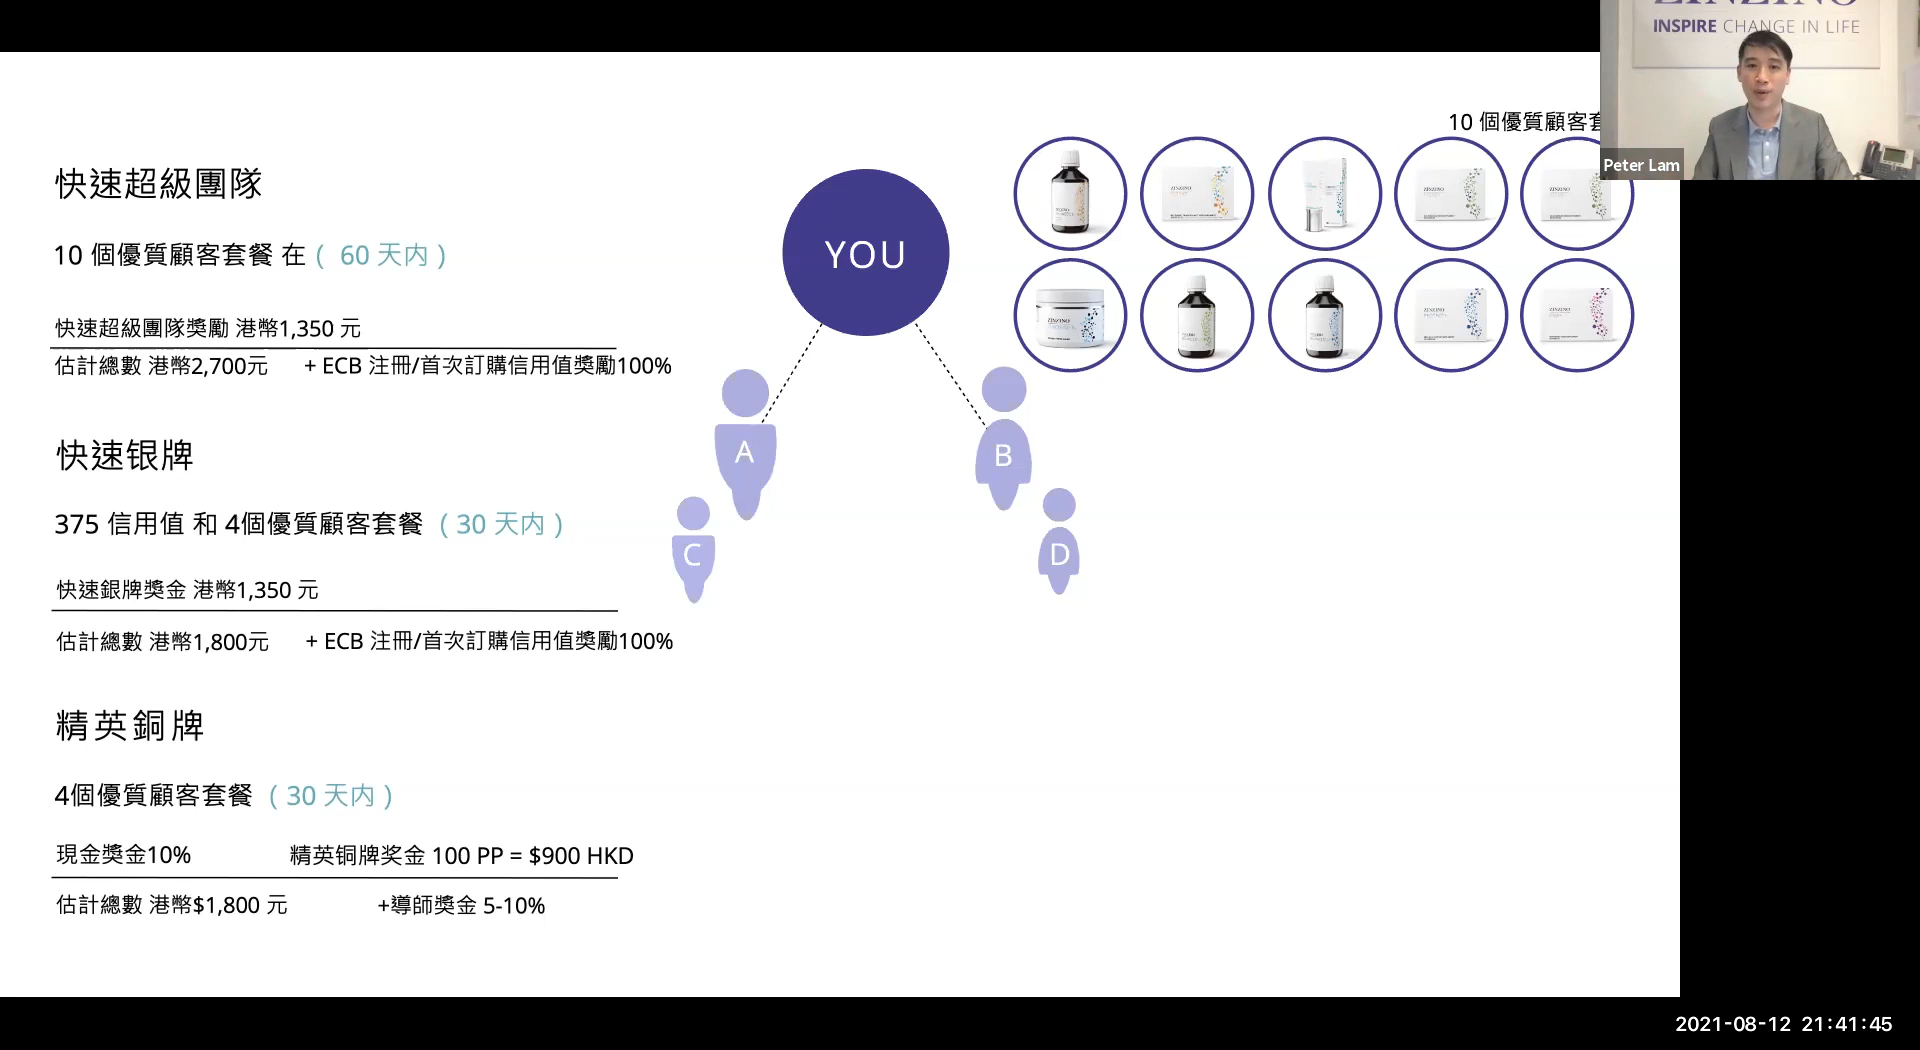 ZINZINO
INSPIRE CHANGE IN LIFE
Peter Lam
10 個優質顧客套
快速超級團隊
10 個優質顧客套餐 在 ( 60 天内 )
快速超級團隊獎勵 港幣1,350 元
估計總數 港幣2,700元 + ECB 注冊/首次訂購信用值獎勵100%
快速银牌
375 信用值 和 4個優質顧客套餐 ( 30 天内 )
快速銀牌獎金 港幣1,350 元
估計總數 港幣1,800元 + ECB 注冊/首次訂購信用值獎勵100%
精英銅牌
4個優質顧客套餐 ( 30 天内 )
現金獎金10% 精英铜牌奖金 100 PP = $900 HKD
估計總數 港幣$1,800 元 +導師獎金 5-10%
YOU
A
B
C
D
ZINZINO
ZINZINO
ZINZINO
ZINZINO
ZINZINO
ZINZINO
ZINZINO
ZINZINO
2021-08-12 21:41:45